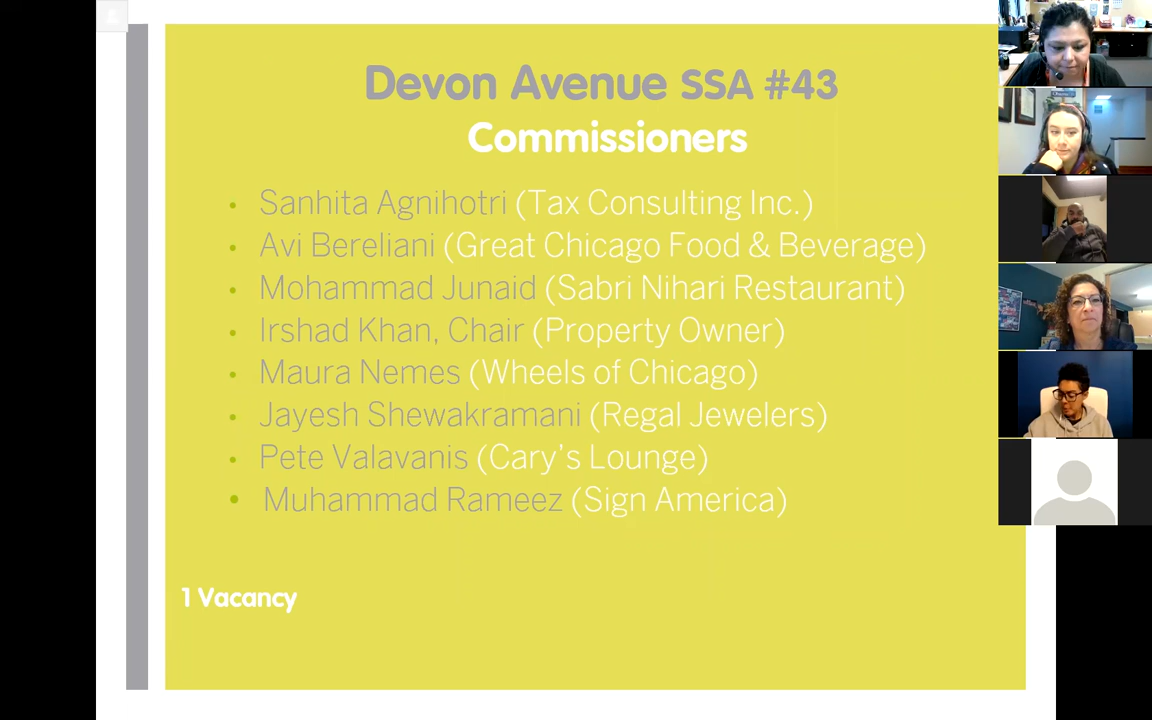 Devon Avenue SSA #43
Commissioners
• Sanhita Agnihotri (Tax Consulting Inc.)
• Avi Bereliani (Great Chicago Food & Beverage)
• Mohammad Junaid (Sabri Nihari Restaurant)
• Irshad Khan, Chair (Property Owner)
• Maura Nemes (Wheels of Chicago)
• Jayesh Shewakramani (Regal Jewelers)
• Pete Valavanis (Cary's Lounge)
• Muhammad Rameez (Sign America)
1 Vacancy